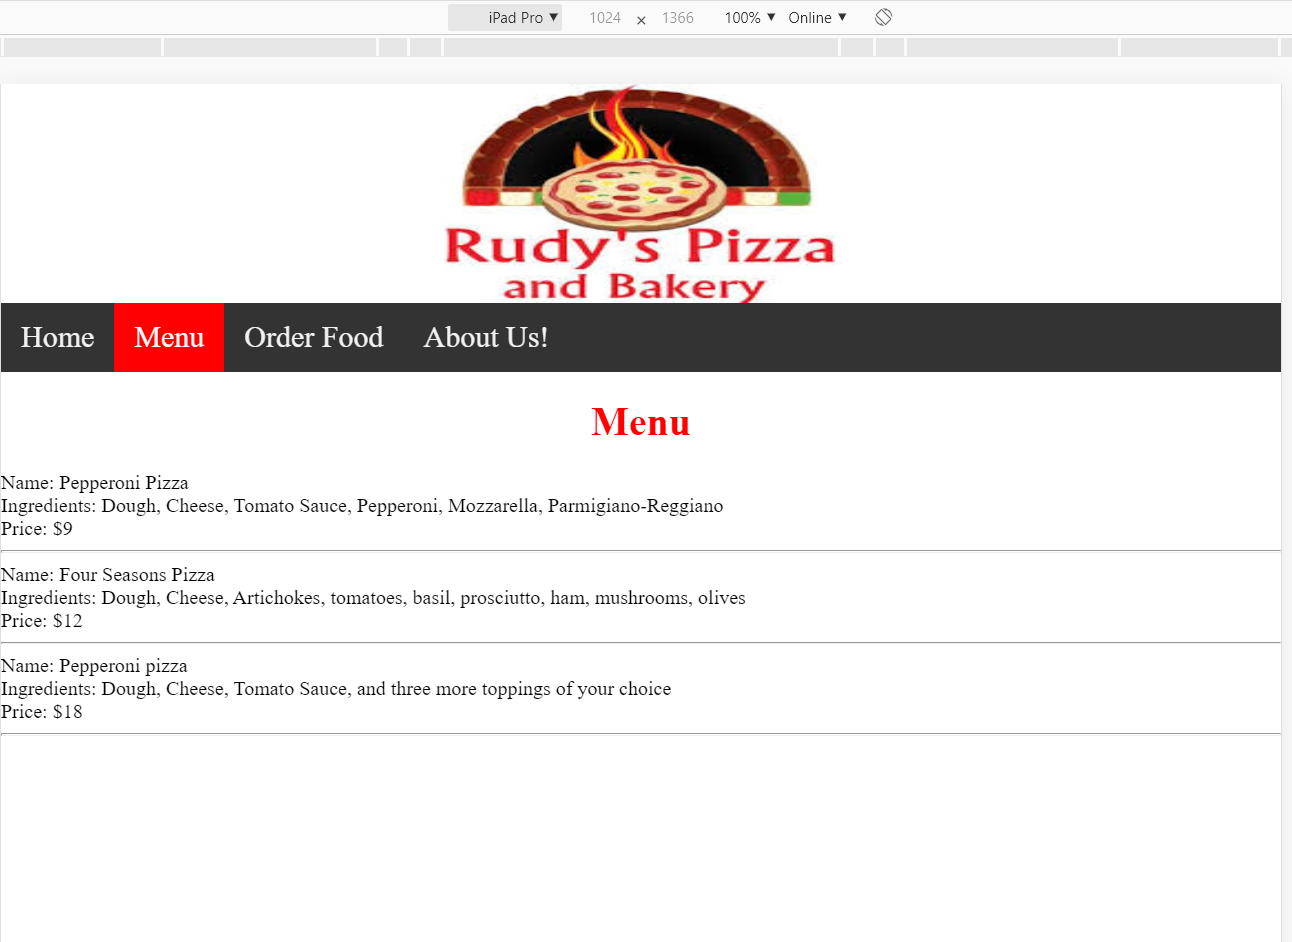 iPad Pro ▼ 1024 × 1366 100% ▼ Online ▼
Rudy's Pizza
and Bakery
Home Menu Order Food About Us!
Menu
Name: Pepperoni Pizza
Ingredients: Dough, Cheese, Tomato Sauce, Pepperoni, Mozzarella, Parmigiano-Reggiano
Price: $9
Name: Four Seasons Pizza
Ingredients: Dough, Cheese, Artichokes, tomatoes, basil, prosciutto, ham, mushrooms, olives
Price: $12
Name: Pepperoni pizza
Ingredients: Dough, Cheese, Tomato Sauce, and three more toppings of your choice
Price: $18